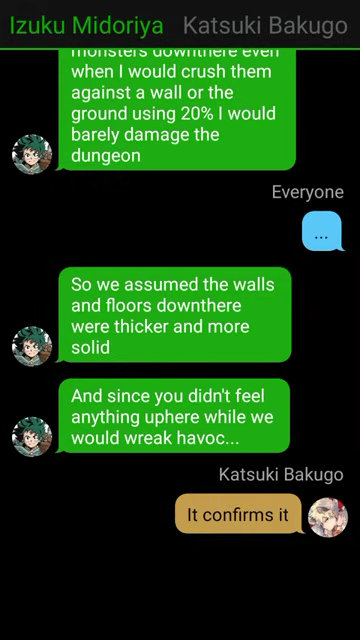 Izuku Midoriya Katsuki Bakugo
monsters downthere even
when I would crush them
against a wall or the
ground using 20% I would
barely damage the
dungeon
Everyone
...
So we assumed the walls
and floors downthere
were thicker and more
solid
And since you didn't feel
anything uphere while we
would wreak havoc...
Katsuki Bakugo
It confirms it